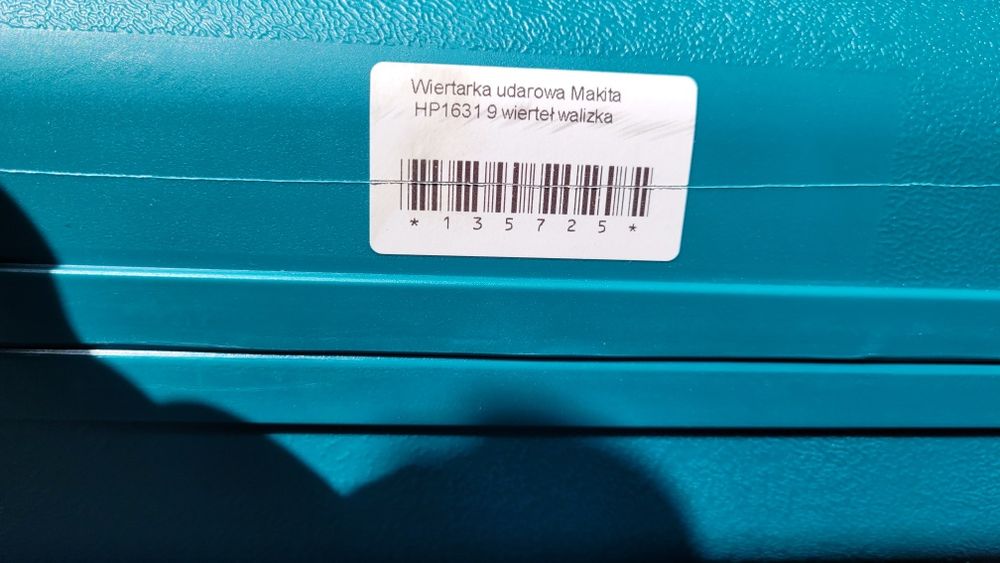 Wiertarka udarowa Makita
HP1631 9 wierteł walizka
* 1 3 5 7 2 5 *